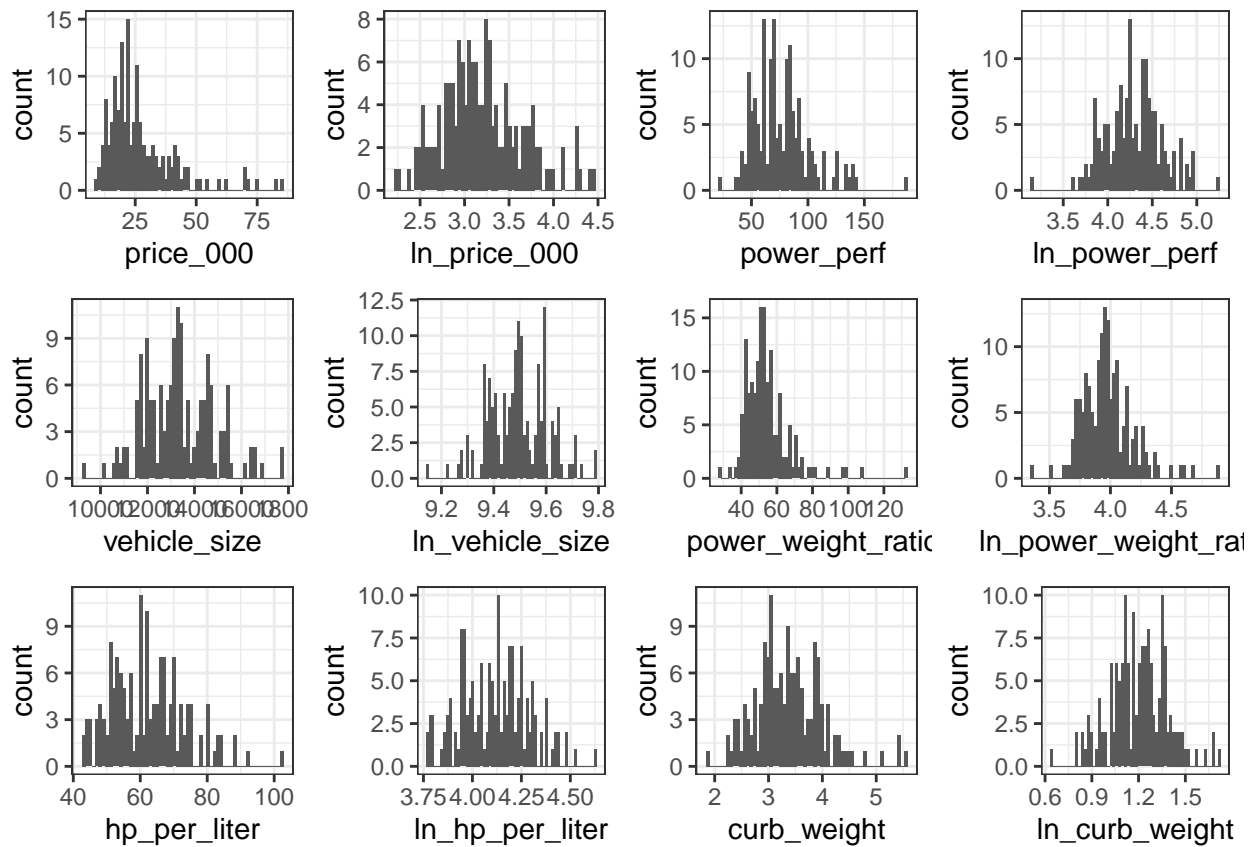 15
10
5
0
count
25 50 75
price_000
8
6
4
2
0
count
2.5 3.0 3.5 4.0 4.5
ln_price_000
10
5
0
count
50 100 150
power_perf
10
5
0
count
3.5 4.0 4.5 5.0
ln_power_perf
9
6
3
0
count
10000 12000 14000 16000 1800
vehicle_size
12.5
10.0
7.5
5.0
2.5
0.0
count
9.2 9.4 9.6 9.8
ln_vehicle_size
15
10
5
0
count
40 60 80 100 120
power_weight_ratio
10
5
0
count
3.5 4.0 4.5
ln_power_weight_rat
9
6
3
0
count
40 60 80 100
hp_per_liter
10.0
7.5
5.0
2.5
0.0
count
3.75 4.00 4.25 4.50
ln_hp_per_liter
9
6
3
0
count
2 3 4 5
curb_weight
10.0
7.5
5.0
2.5
0.0
count
0.6 0.9 1.2 1.5
ln_curb_weight